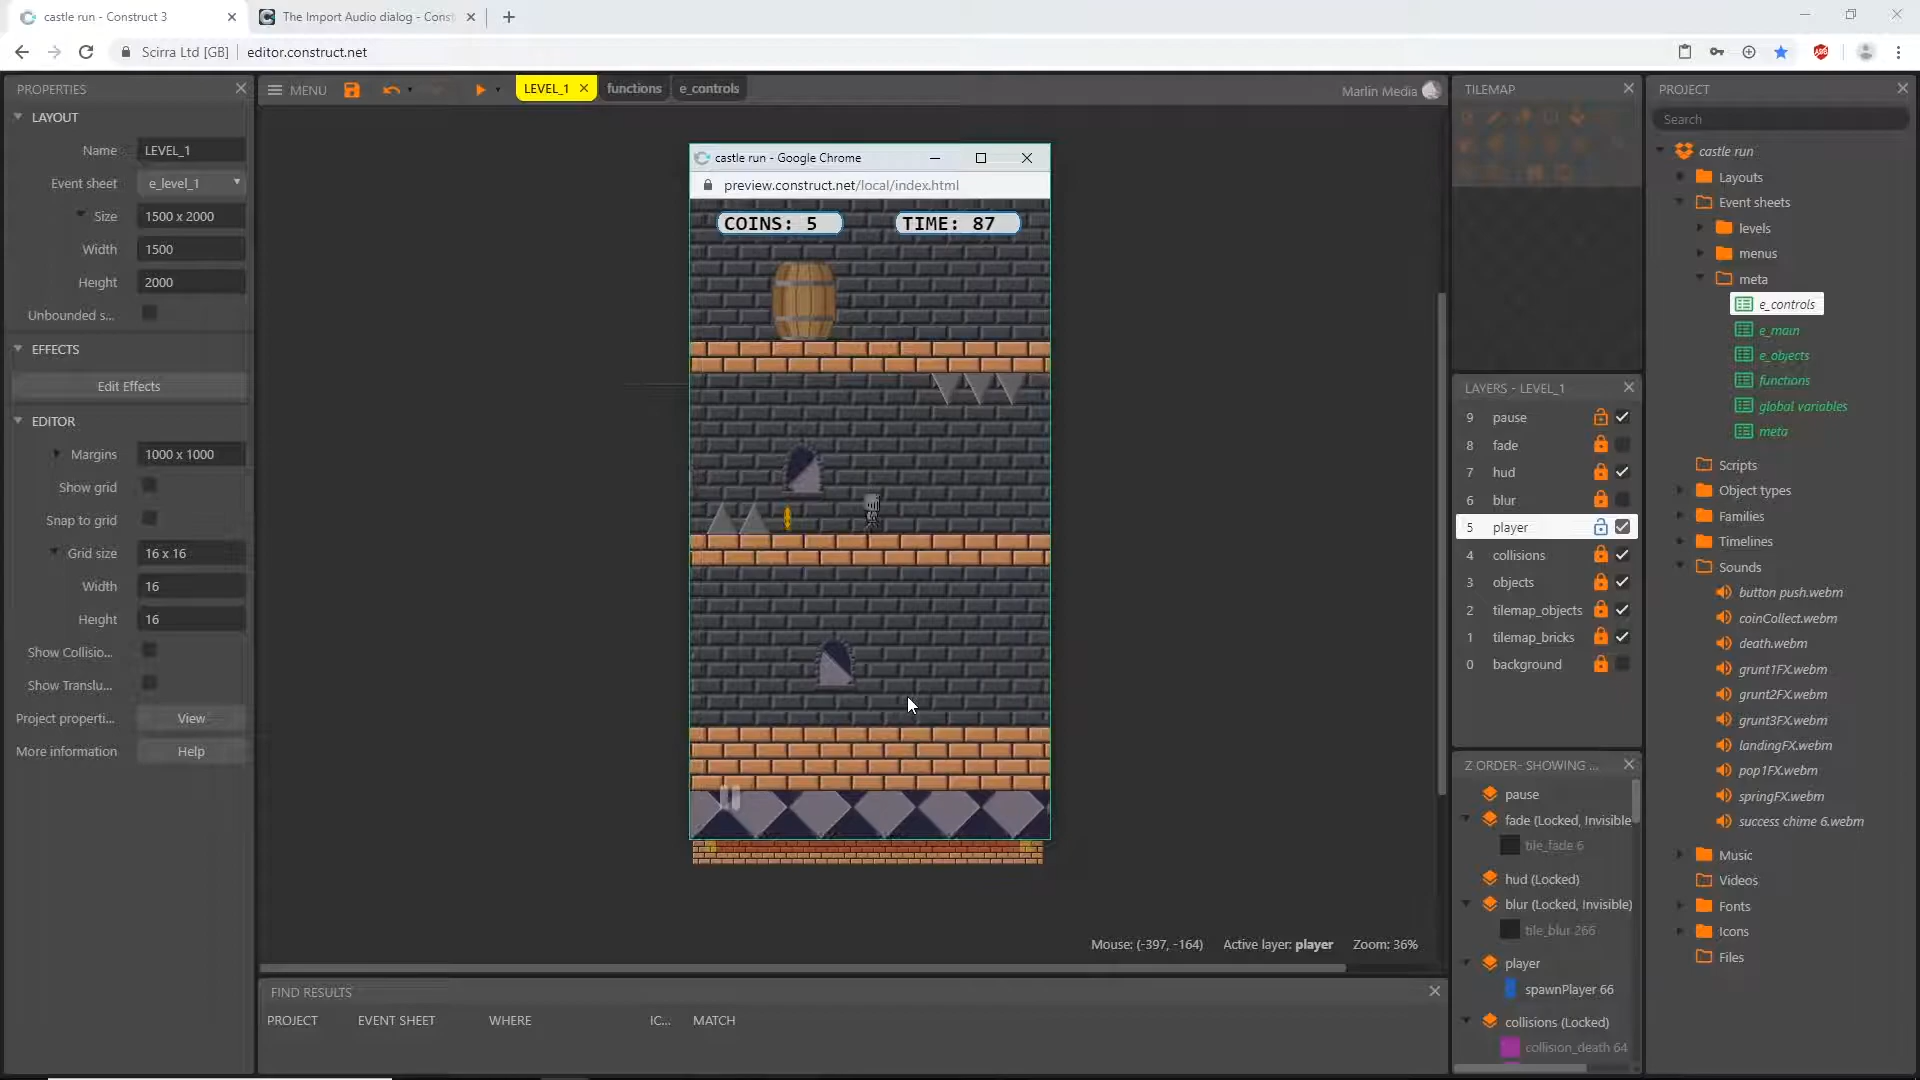 castle run - Construct 3
The Import Audio dialog - Cons
Scirra Ltd [GB]
editor.construct.net
PROPERTIES
LAYOUT
Name
LEVEL_1
Event sheet
e_level_1
Size
1500 x 2000
Width
1500
Height
2000
Unbounded s...
EFFECTS
Edit Effects
EDITOR
Margins
1000 x 1000
Show grid
Snap to grid
Grid size
16 x 16
Width
16
Height
16
Show Collisio...
Show Translu...
Project properti...
View
More information
Help
MENU
LEVEL_1
functions
e_controls
Marlin Media
castle run - Google Chrome
preview.construct.net/local/index.html
COINS: 5
TIME: 87
Mouse: (-397, -164)
Active layer: player
Zoom: 36%
FIND RESULTS
PROJECT
EVENT SHEET
WHERE
IC...
MATCH
TILEMAP
LAYERS - LEVEL_1
9 pause
8 fade
7 hud
6 blur
5 player
4 collisions
3 objects
2 tilemap_objects
1 tilemap_bricks
0 background
Z ORDER- SHOWING ...
pause
fade (Locked, Invisible
tile_fade 6
hud (Locked)
blur (Locked, Invisible)
tile_blur 266
player
spawnPlayer 66
collisions (Locked)
collision_death 64
PROJECT
Search
castle run
Layouts
Event sheets
levels
menus
meta
e_controls
e_main
e_objects
functions
global variables
meta
Scripts
Object types
Families
Timelines
Sounds
button push.webm
coinCollect.webm
death.webm
grunt1FX.webm
grunt2FX.webm
grunt3FX.webm
landingFX.webm
pop1FX.webm
springFX.webm
success chime 6.webm
Music
Videos
Fonts
Icons
Files